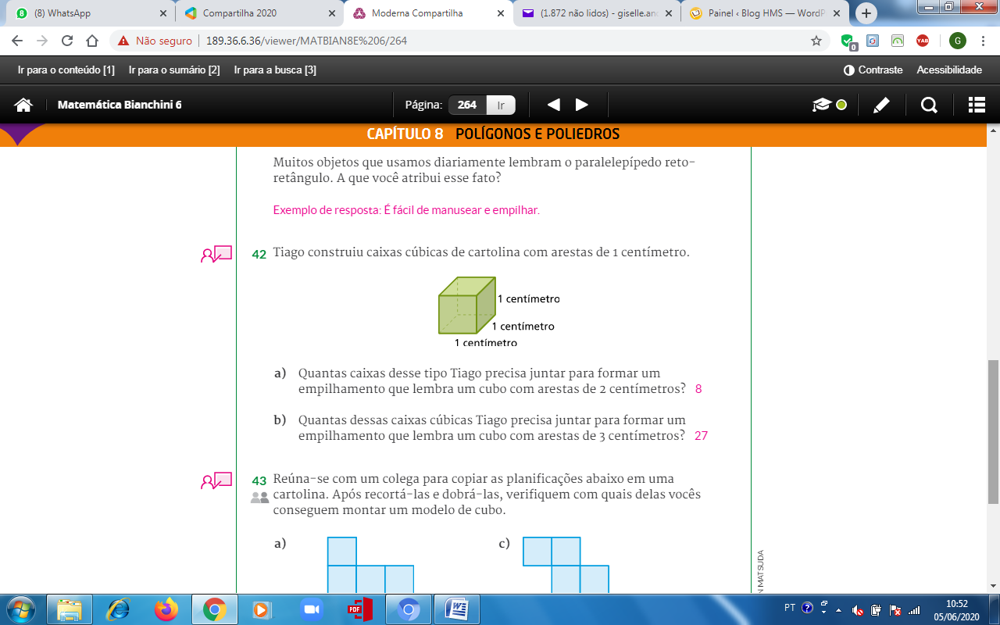 (8) WhatsApp
Compartilha 2020
Moderna Compartilha
(1.872 não lidos) - giselle.and
Painel ‹ Blog HMS — WordP
Não seguro
189.36.6.36/viewer/MATBIAN8E%206/264
0
YAB
G
Ir para o conteúdo [1]
Ir para o sumário [2]
Ir para a busca [3]
Contraste
Acessibilidade
Matemática Bianchini 6
Página:
264
Ir
CAPÍTULO 8 POLÍGONOS E POLIEDROS
Muitos objetos que usamos diariamente lembram o paralelepípedo reto-
retângulo. A que você atribui esse fato?
Exemplo de resposta: É fácil de manusear e empilhar.
42 Tiago construiu caixas cúbicas de cartolina com arestas de 1 centímetro.
1 centímetro
1 centímetro
1 centímetro
a) Quantas caixas desse tipo Tiago precisa juntar para formar um
empilhamento que lembra um cubo com arestas de 2 centímetros? 8
b) Quantas dessas caixas cúbicas Tiago precisa juntar para formar um
empilhamento que lembra um cubo com arestas de 3 centímetros? 27
43 Reúna-se com um colega para copiar as planificações abaixo em uma
cartolina. Após recortá-las e dobrá-las, verifiquem com quais delas vocês
conseguem montar um modelo de cubo.
a)
c)
N MATSUDA
PDF
PT
10:52
05/06/2020